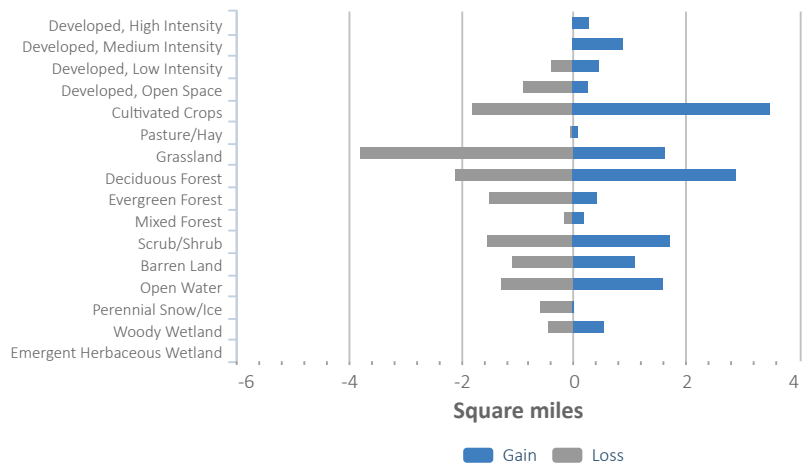 Developed, High Intensity
Developed, Medium Intensity
Developed, Low Intensity
Developed, Open Space
Cultivated Crops
Pasture/Hay
Grassland
Deciduous Forest
Evergreen Forest
Mixed Forest
Scrub/Shrub
Barren Land
Open Water
Perennial Snow/Ice
Woody Wetland
Emergent Herbaceous Wetland
-6 -4 -2 0 2 4
Square miles
Gain Loss